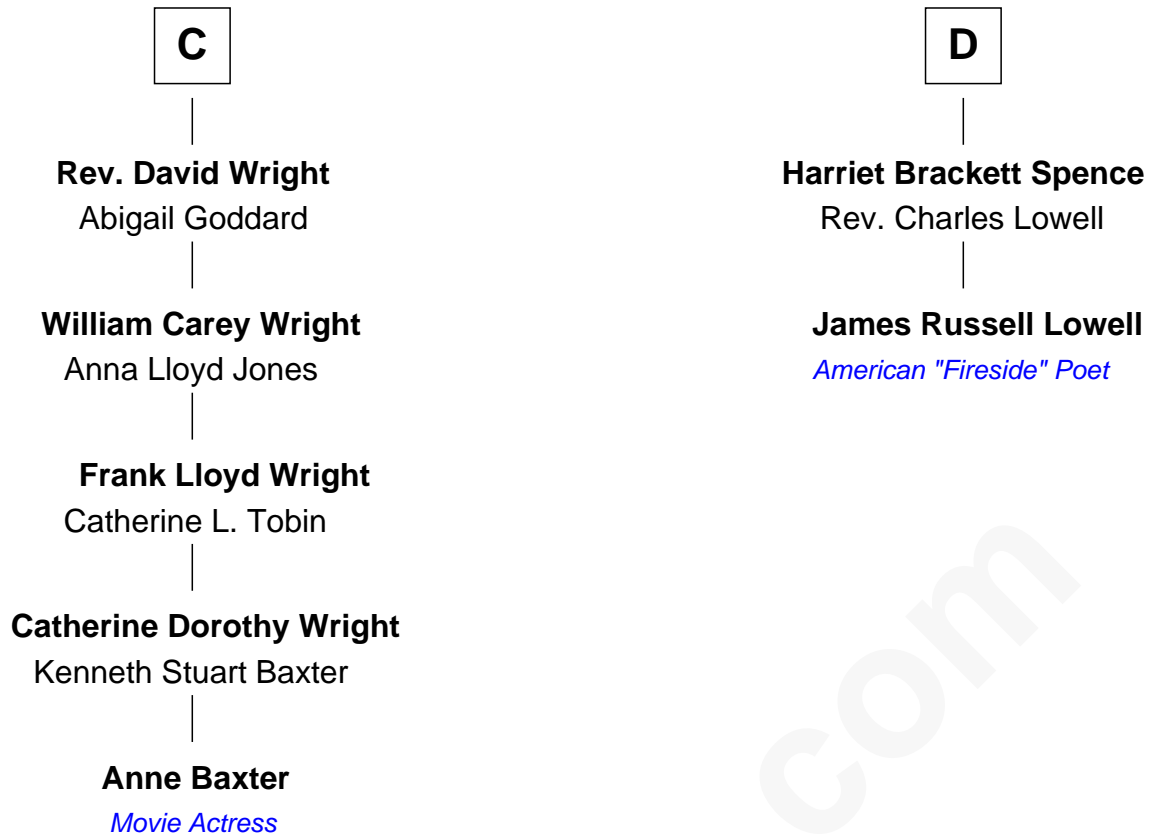 C
Rev. David Wright
Abigail Goddard
William Carey Wright
Anna Lloyd Jones
Frank Lloyd Wright
Catherine L. Tobin
Catherine Dorothy Wright
Kenneth Stuart Baxter
Anne Baxter
Movie Actress
D
Harriet Brackett Spence
Rev. Charles Lowell
James Russell Lowell
American "Fireside" Poet
com